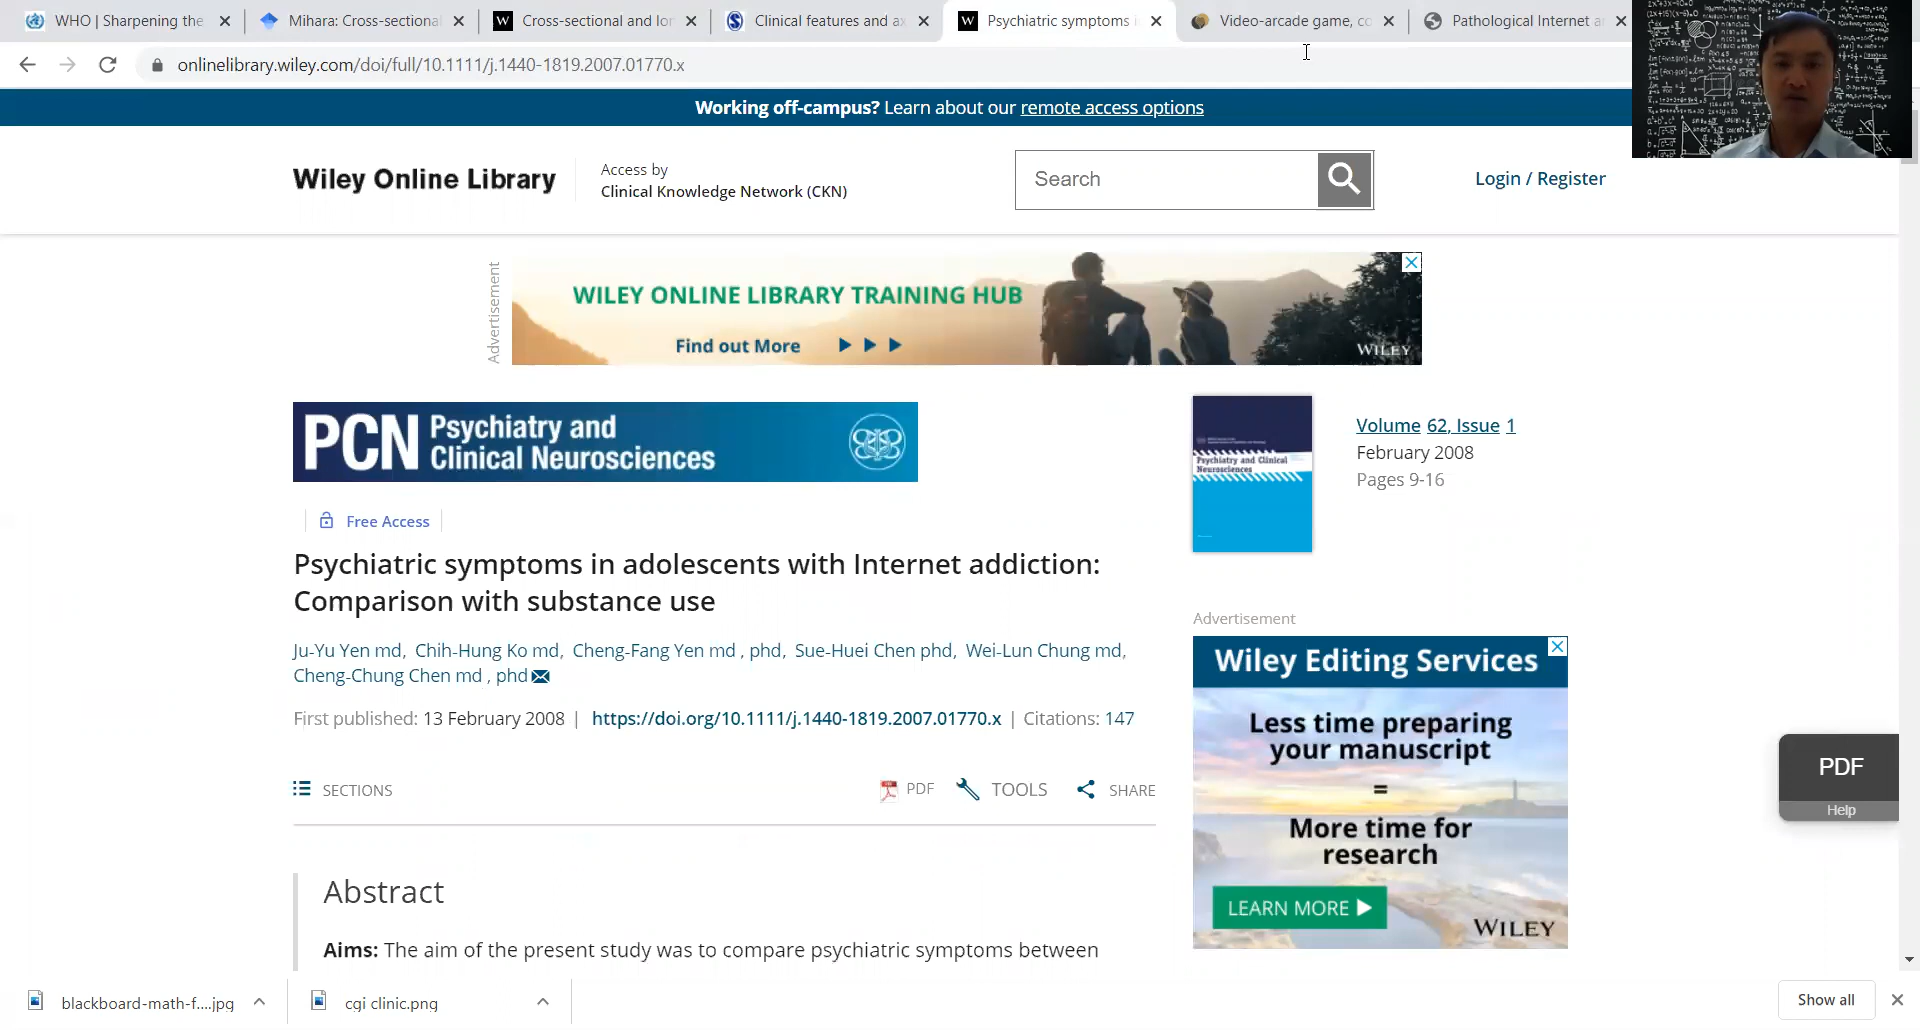 WHO | Sharpening the
Mihara: Cross-sectional
Cross-sectional and lon
Clinical features and ax
Psychiatric symptoms i
Video-arcade game, co
Pathological Internet a
onlinelibrary.wiley.com/doi/full/10.1111/j.1440-1819.2007.01770.x
Working off-campus? Learn about our remote access options
Wiley Online Library
Access by
Clinical Knowledge Network (CKN)
Search
Login / Register
Advertisement
WILEY ONLINE LIBRARY TRAINING HUB
Find out More
WILEY
PCN Psychiatry and
Clinical Neurosciences
Psychiatry and Clinical
Neurosciences
Volume 62, Issue 1
February 2008
Pages 9-16
Free Access
Psychiatric symptoms in adolescents with Internet addiction:
Comparison with substance use
Ju-Yu Yen md, Chih-Hung Ko md, Cheng-Fang Yen md , phd, Sue-Huei Chen phd, Wei-Lun Chung md,
Cheng-Chung Chen md , phd
First published: 13 February 2008 | https://doi.org/10.1111/j.1440-1819.2007.01770.x | Citations: 147
SECTIONS
PDF
TOOLS
SHARE
Abstract
Aims: The aim of the present study was to compare psychiatric symptoms between
Advertisement
Wiley Editing Services
Less time preparing
your manuscript
=
More time for
research
LEARN MORE
WILEY
PDF
Help
blackboard-math-f....jpg
cgi clinic.png
Show all